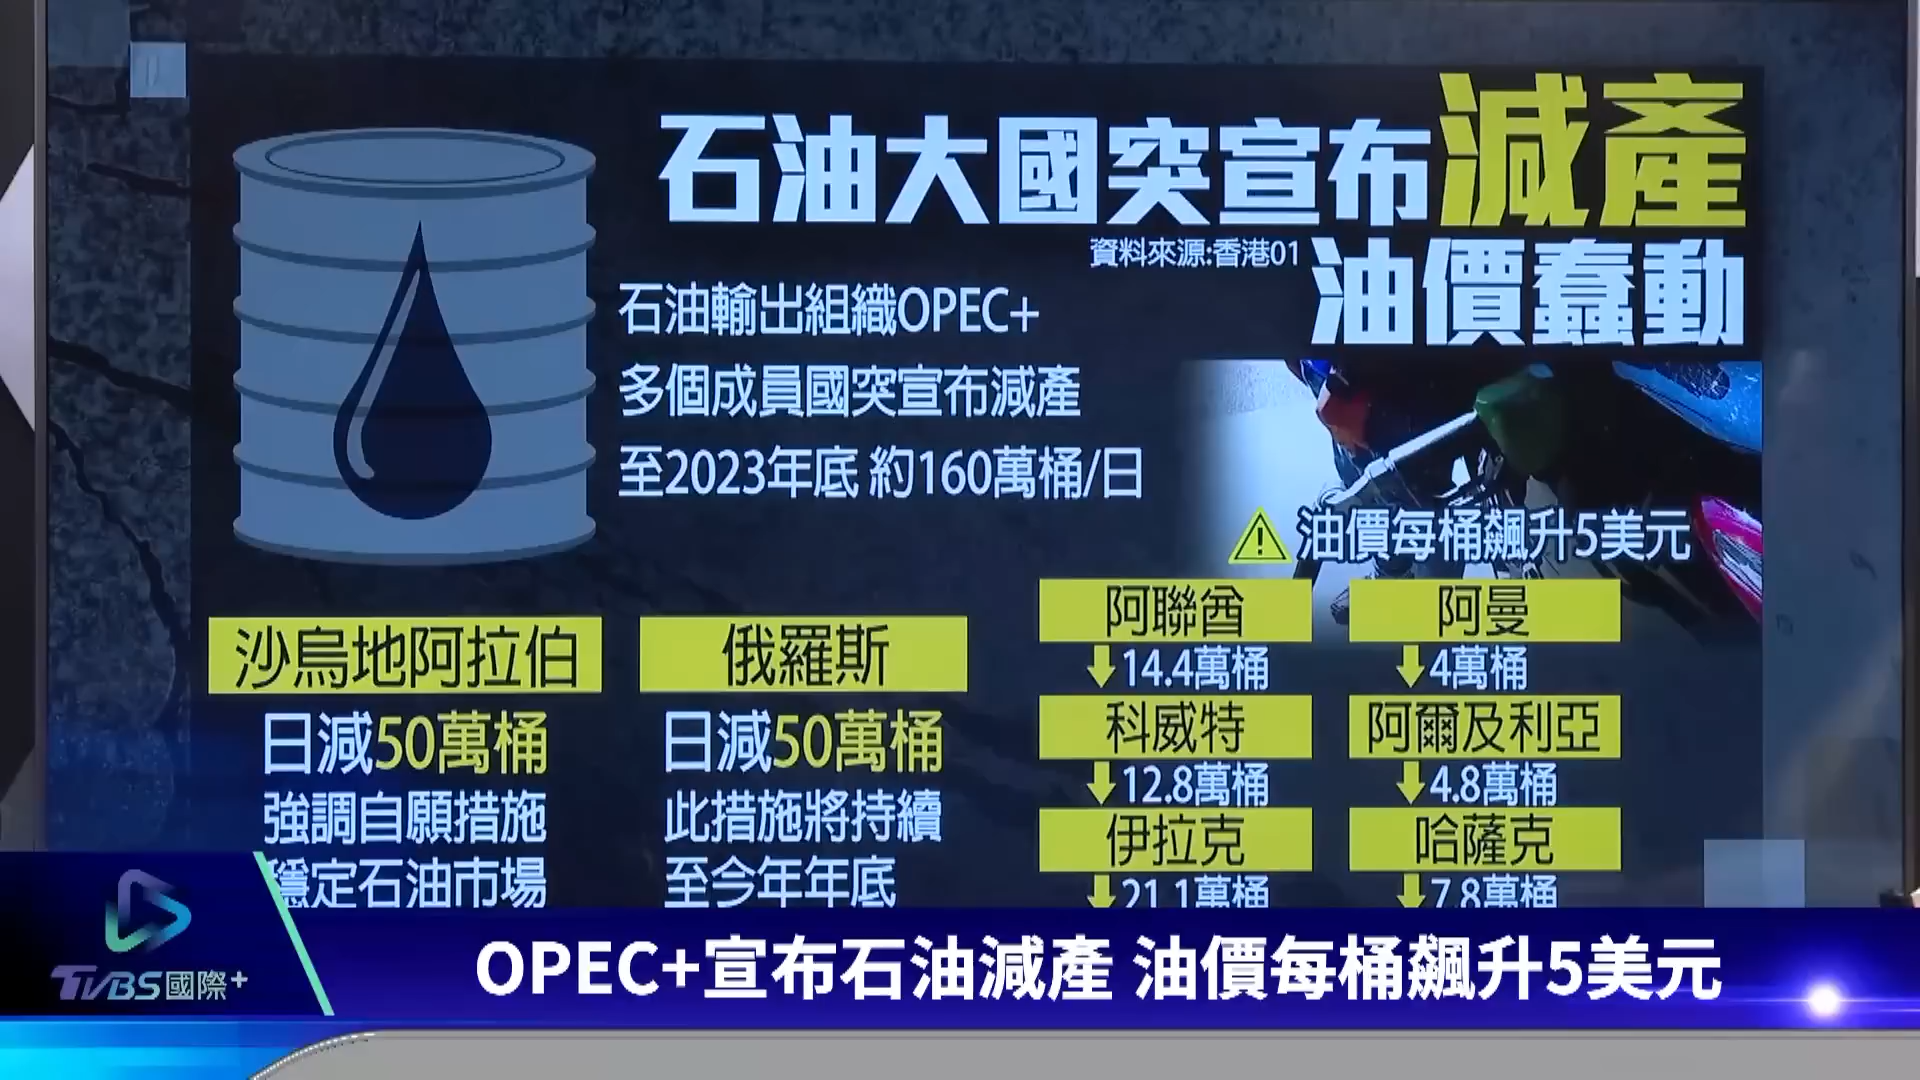 石油大國突宣布減產
資料來源:香港01
油價蠢動
石油輸出組織OPEC+
多個成員國突宣布減產
至2023年底 約160萬桶/日
油價每桶飆升5美元
沙烏地阿拉伯
日減50萬桶
強調自願措施
穩定石油市場
俄羅斯
日減50萬桶
此措施將持續
至今年年底
阿聯酋
14.4萬桶
阿曼
4萬桶
科威特
12.8萬桶
阿爾及利亞
4.8萬桶
伊拉克
21.1萬桶
哈薩克
7.8萬桶
TVBS國際+
OPEC+宣布石油減產 油價每桶飆升5美元